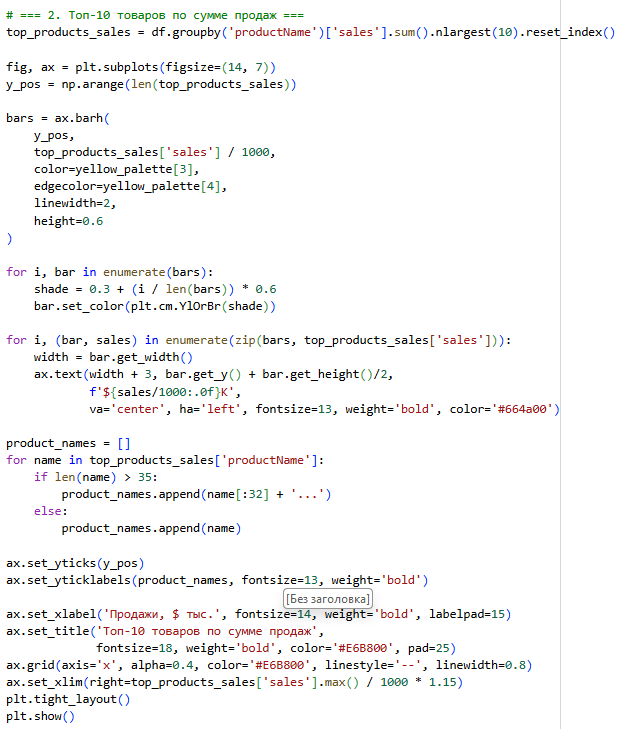 # === 2. Топ-10 товаров по сумме продаж ===
top_products_sales = df.groupby('productName')['sales'].sum().nlargest(10).reset_index()

fig, ax = plt.subplots(figsize=(14, 7))
y_pos = np.arange(len(top_products_sales))

bars = ax.barh(
    y_pos,
    top_products_sales['sales'] / 1000,
    color=yellow_palette[3],
    edgecolor=yellow_palette[4],
    linewidth=2,
    height=0.6
)

for i, bar in enumerate(bars):
    shade = 0.3 + (i / len(bars)) * 0.6
    bar.set_color(plt.cm.YlOrBr(shade))

for i, (bar, sales) in enumerate(zip(bars, top_products_sales['sales'])):
    width = bar.get_width()
    ax.text(width + 3, bar.get_y() + bar.get_height()/2,
            f'${sales/1000:.0f}K',
            va='center', ha='left', fontsize=13, weight='bold', color='#664a00')

product_names = []
for name in top_products_sales['productName']:
    if len(name) > 35:
        product_names.append(name[:32] + '...')
    else:
        product_names.append(name)

ax.set_yticks(y_pos)
ax.set_yticklabels(product_names, fontsize=13, weight='bold')
[Без заголовка]
ax.set_xlabel('Продажи, $ тыс.', fontsize=14, weight='bold', labelpad=15)
ax.set_title('Топ-10 товаров по сумме продаж',
             fontsize=18, weight='bold', color='#E6B800', pad=25)
ax.grid(axis='x', alpha=0.4, color='#E6B800', linestyle='--', linewidth=0.8)
ax.set_xlim(right=top_products_sales['sales'].max() / 1000 * 1.15)
plt.tight_layout()
plt.show()